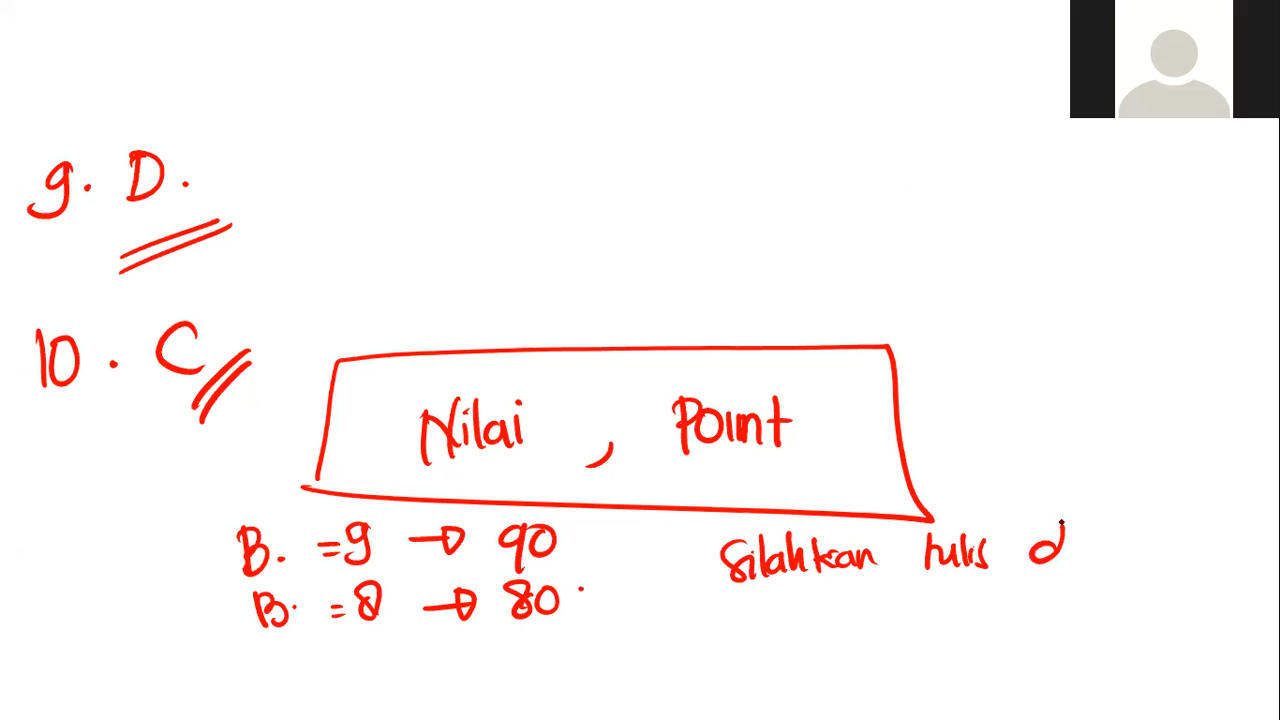 9. D.
10. C
Nilai , Point
B. = 9 → 90
B. = 8 → 80
Silahkan tulis d